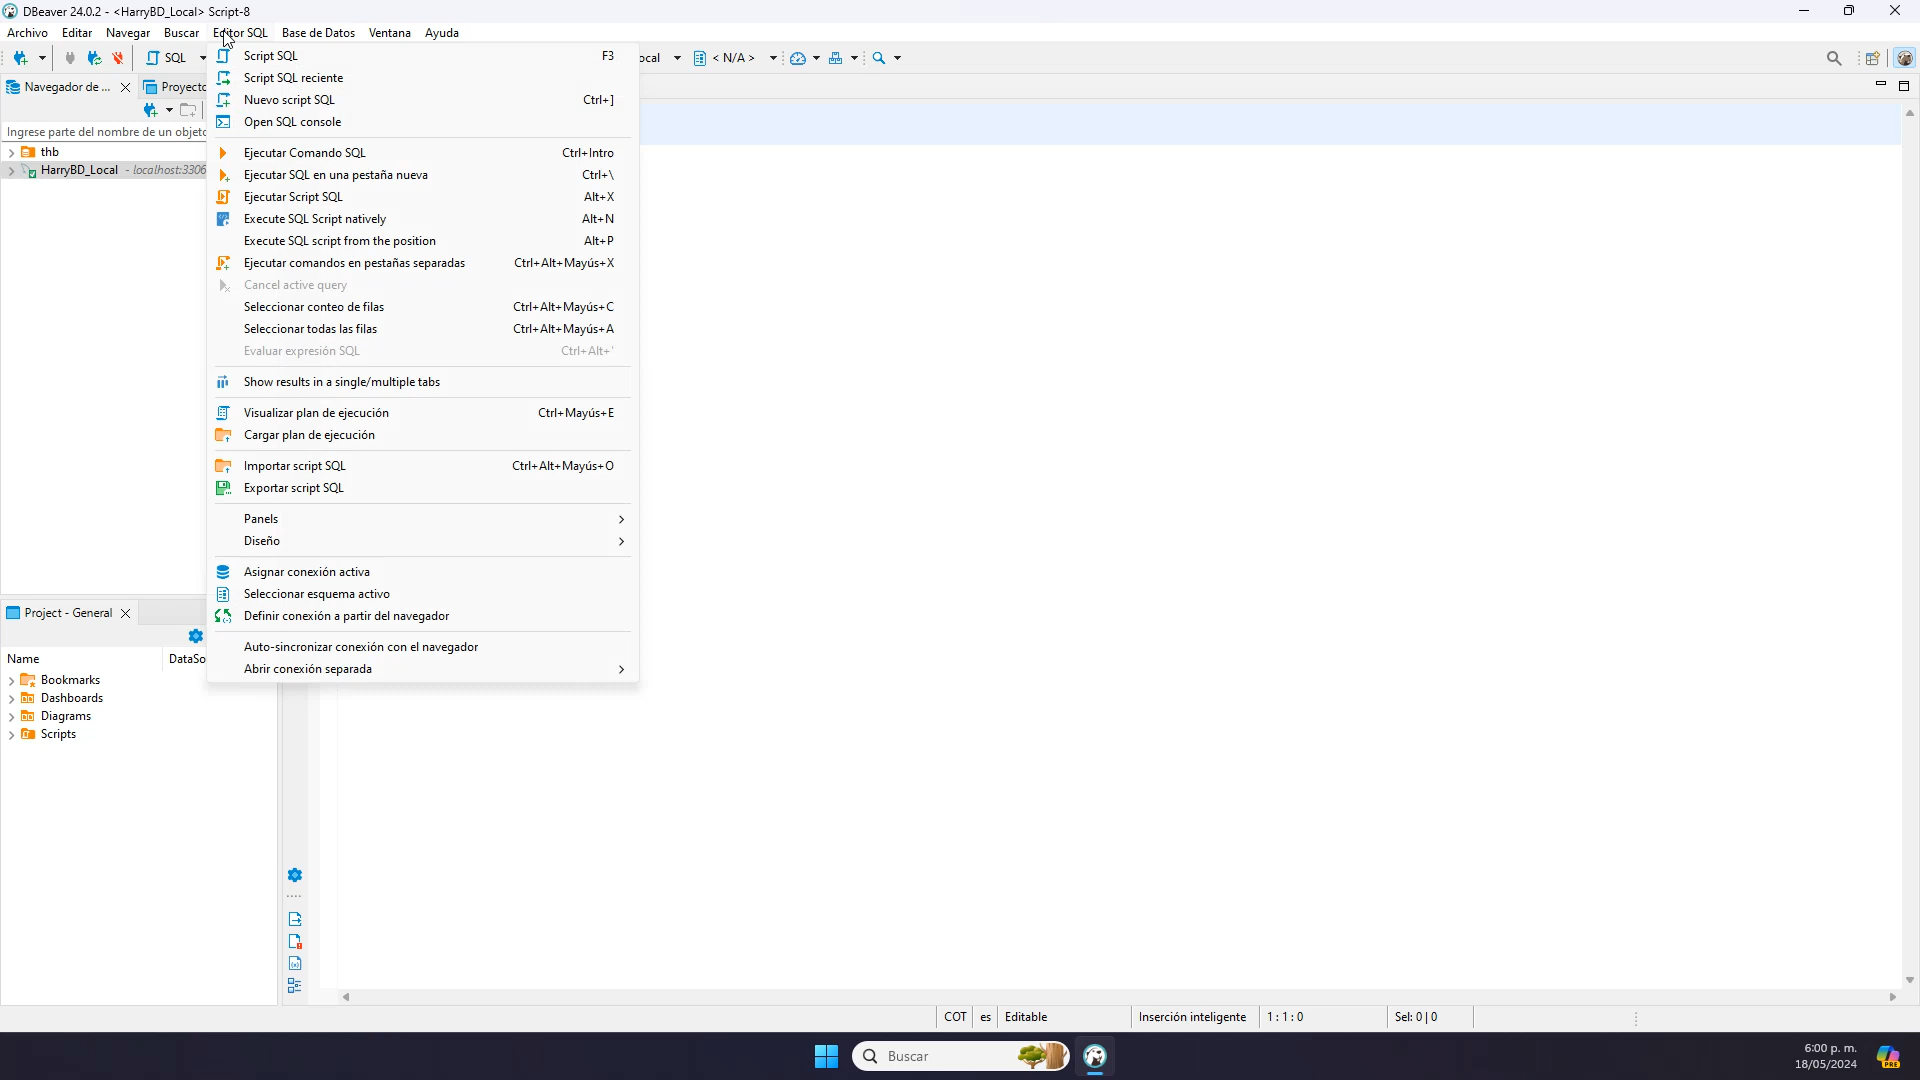 DBeaver 24.0.2 - <HarryBD_Local> Script-8
Archivo Editar Navegar Buscar Editor SQL Base de Datos Ventana Ayuda
SQL
< N/A >
Navegador de ...
Proyecto
Ingrese parte del nombre de un objeto
thb
HarryBD_Local - localhost:3306
Script SQL F3
Script SQL reciente
Nuevo script SQL Ctrl+]
Open SQL console
Ejecutar Comando SQL Ctrl+Intro
Ejecutar SQL en una pestaña nueva Ctrl+\
Ejecutar Script SQL Alt+X
Execute SQL Script natively Alt+N
Execute SQL script from the position Alt+P
Ejecutar comandos en pestañas separadas Ctrl+Alt+Mayús+X
Cancel active query
Seleccionar conteo de filas Ctrl+Alt+Mayús+C
Seleccionar todas las filas Ctrl+Alt+Mayús+A
Evaluar expresión SQL Ctrl+Alt+'
Show results in a single/multiple tabs
Visualizar plan de ejecución Ctrl+Mayús+E
Cargar plan de ejecución
Importar script SQL Ctrl+Alt+Mayús+O
Exportar script SQL
Panels
Diseño
Asignar conexión activa
Seleccionar esquema activo
Definir conexión a partir del navegador
Auto-sincronizar conexión con el navegador
Abrir conexión separada
Project - General
Name DataSo
Bookmarks
Dashboards
Diagrams
Scripts
COT es Editable Inserción inteligente 1 : 1 : 0 Sel: 0 | 0
Buscar
6:00 p. m.
18/05/2024
PRE